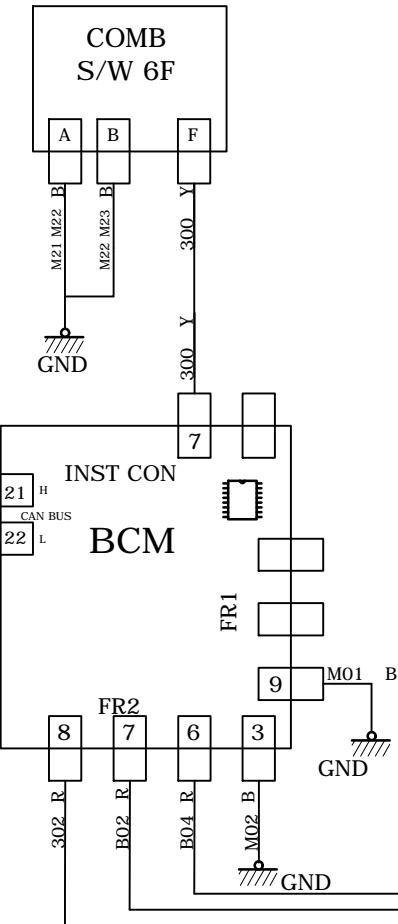 COMB
S/W 6F
A
B
F
B
M21 M22
B
M22 M23
Y
300
Y
300
GND
7
INST CON
21
H
CAN BUS
22
L
BCM
FR1
9
M01 B
GND
FR2
8
7
6
3
302 R
B02 R
B04 R
M02 B
GND